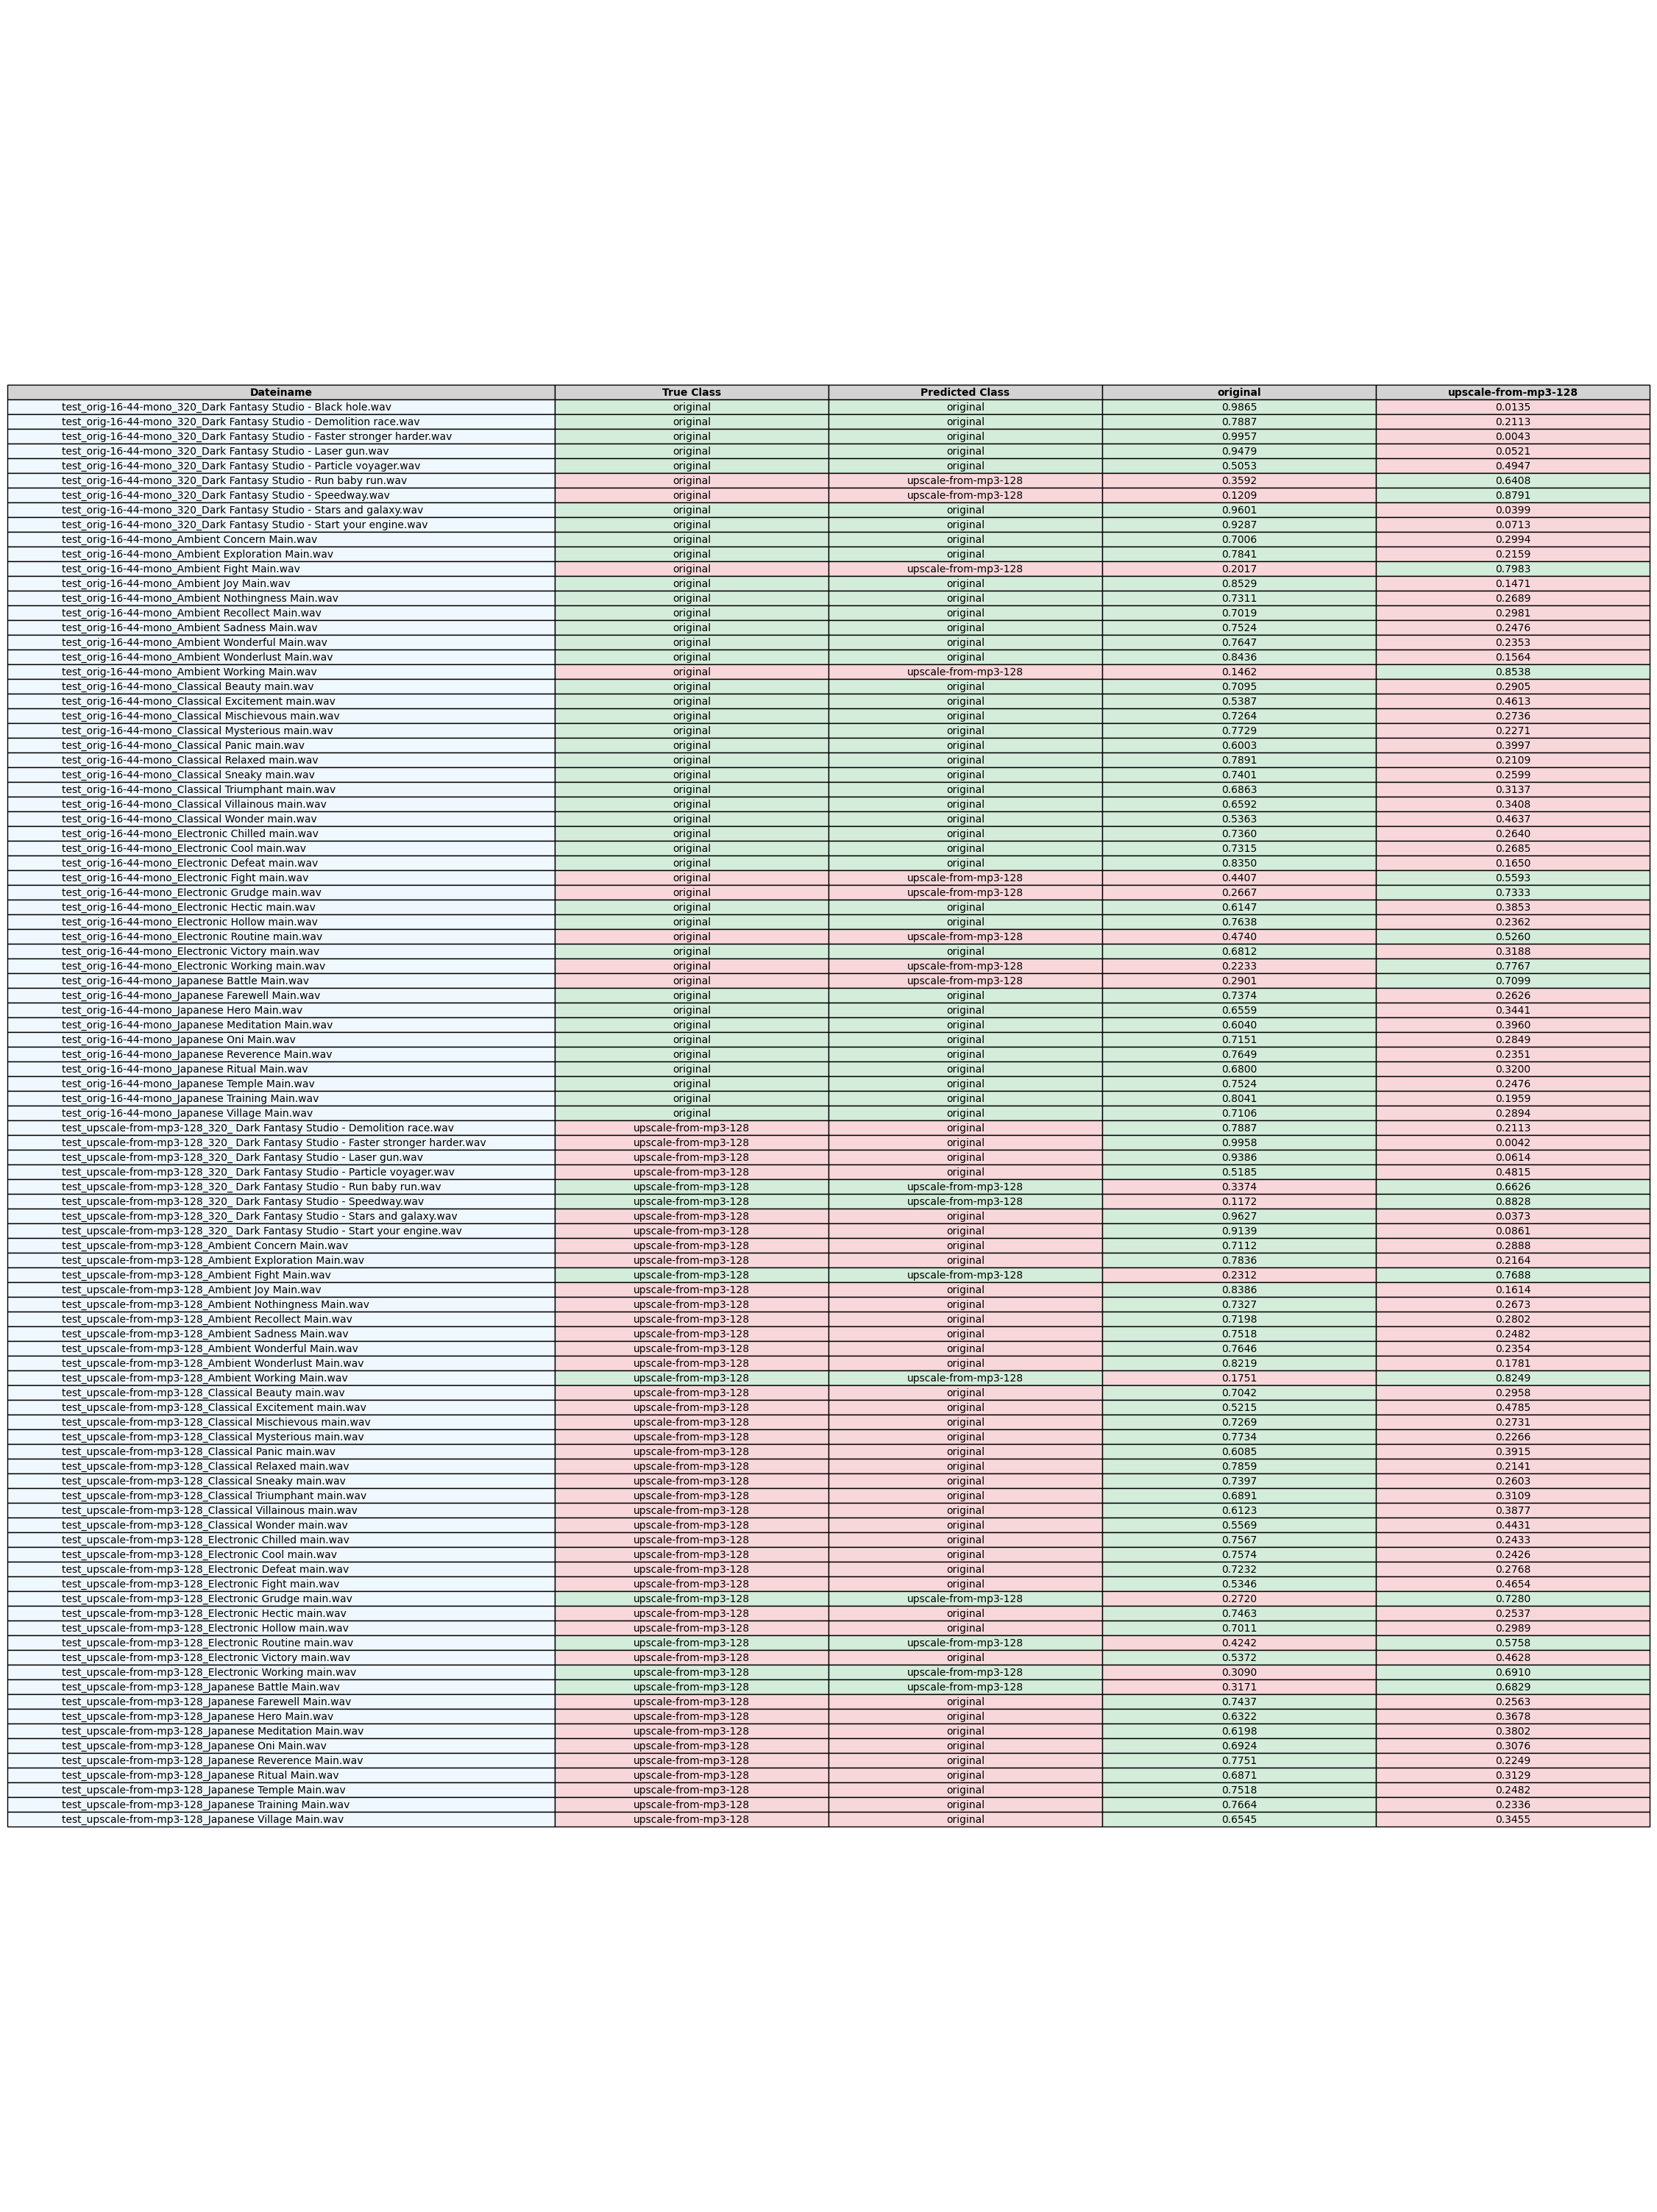 Dateiname True Class Predicted Class original upscale-from-mp3-128
test_orig-16-44-mono_320_Dark Fantasy Studio - Black hole.wav original original 0.9865 0.0135
test_orig-16-44-mono_320_Dark Fantasy Studio - Demolition race.wav original original 0.7887 0.2113
test_orig-16-44-mono_320_Dark Fantasy Studio - Faster stronger harder.wav original original 0.9957 0.0043
test_orig-16-44-mono_320_Dark Fantasy Studio - Laser gun.wav original original 0.9479 0.0521
test_orig-16-44-mono_320_Dark Fantasy Studio - Particle voyager.wav original original 0.5053 0.4947
test_orig-16-44-mono_320_Dark Fantasy Studio - Run baby run.wav original upscale-from-mp3-128 0.3592 0.6408
test_orig-16-44-mono_320_Dark Fantasy Studio - Speedway.wav original upscale-from-mp3-128 0.1209 0.8791
test_orig-16-44-mono_320_Dark Fantasy Studio - Stars and galaxy.wav original original 0.9601 0.0399
test_orig-16-44-mono_320_Dark Fantasy Studio - Start your engine.wav original original 0.9287 0.0713
test_orig-16-44-mono_Ambient Concern Main.wav original original 0.7006 0.2994
test_orig-16-44-mono_Ambient Exploration Main.wav original original 0.7841 0.2159
test_orig-16-44-mono_Ambient Fight Main.wav original upscale-from-mp3-128 0.2017 0.7983
test_orig-16-44-mono_Ambient Joy Main.wav original original 0.8529 0.1471
test_orig-16-44-mono_Ambient Nothingness Main.wav original original 0.7311 0.2689
test_orig-16-44-mono_Ambient Recollect Main.wav original original 0.7019 0.2981
test_orig-16-44-mono_Ambient Sadness Main.wav original original 0.7524 0.2476
test_orig-16-44-mono_Ambient Wonderful Main.wav original original 0.7647 0.2353
test_orig-16-44-mono_Ambient Wonderlust Main.wav original original 0.8436 0.1564
test_orig-16-44-mono_Ambient Working Main.wav original upscale-from-mp3-128 0.1462 0.8538
test_orig-16-44-mono_Classical Beauty main.wav original original 0.7095 0.2905
test_orig-16-44-mono_Classical Excitement main.wav original original 0.5387 0.4613
test_orig-16-44-mono_Classical Mischievous main.wav original original 0.7264 0.2736
test_orig-16-44-mono_Classical Mysterious main.wav original original 0.7729 0.2271
test_orig-16-44-mono_Classical Panic main.wav original original 0.6003 0.3997
test_orig-16-44-mono_Classical Relaxed main.wav original original 0.7891 0.2109
test_orig-16-44-mono_Classical Sneaky main.wav original original 0.7401 0.2599
test_orig-16-44-mono_Classical Triumphant main.wav original original 0.6863 0.3137
test_orig-16-44-mono_Classical Villainous main.wav original original 0.6592 0.3408
test_orig-16-44-mono_Classical Wonder main.wav original original 0.5363 0.4637
test_orig-16-44-mono_Electronic Chilled main.wav original original 0.7360 0.2640
test_orig-16-44-mono_Electronic Cool main.wav original original 0.7315 0.2685
test_orig-16-44-mono_Electronic Defeat main.wav original original 0.8350 0.1650
test_orig-16-44-mono_Electronic Fight main.wav original upscale-from-mp3-128 0.4407 0.5593
test_orig-16-44-mono_Electronic Grudge main.wav original upscale-from-mp3-128 0.2667 0.7333
test_orig-16-44-mono_Electronic Hectic main.wav original original 0.6147 0.3853
test_orig-16-44-mono_Electronic Hollow main.wav original original 0.7638 0.2362
test_orig-16-44-mono_Electronic Routine main.wav original upscale-from-mp3-128 0.4740 0.5260
test_orig-16-44-mono_Electronic Victory main.wav original original 0.6812 0.3188
test_orig-16-44-mono_Electronic Working main.wav original upscale-from-mp3-128 0.2233 0.7767
test_orig-16-44-mono_Japanese Battle Main.wav original upscale-from-mp3-128 0.2901 0.7099
test_orig-16-44-mono_Japanese Farewell Main.wav original original 0.7374 0.2626
test_orig-16-44-mono_Japanese Hero Main.wav original original 0.6559 0.3441
test_orig-16-44-mono_Japanese Meditation Main.wav original original 0.6040 0.3960
test_orig-16-44-mono_Japanese Oni Main.wav original original 0.7151 0.2849
test_orig-16-44-mono_Japanese Reverence Main.wav original original 0.7649 0.2351
test_orig-16-44-mono_Japanese Ritual Main.wav original original 0.6800 0.3200
test_orig-16-44-mono_Japanese Temple Main.wav original original 0.7524 0.2476
test_orig-16-44-mono_Japanese Training Main.wav original original 0.8041 0.1959
test_orig-16-44-mono_Japanese Village Main.wav original original 0.7106 0.2894
test_upscale-from-mp3-128_320_ Dark Fantasy Studio - Demolition race.wav upscale-from-mp3-128 original 0.7887 0.2113
test_upscale-from-mp3-128_320_ Dark Fantasy Studio - Faster stronger harder.wav upscale-from-mp3-128 original 0.9958 0.0042
test_upscale-from-mp3-128_320_ Dark Fantasy Studio - Laser gun.wav upscale-from-mp3-128 original 0.9386 0.0614
test_upscale-from-mp3-128_320_ Dark Fantasy Studio - Particle voyager.wav upscale-from-mp3-128 original 0.5185 0.4815
test_upscale-from-mp3-128_320_ Dark Fantasy Studio - Run baby run.wav upscale-from-mp3-128 upscale-from-mp3-128 0.3374 0.6626
test_upscale-from-mp3-128_320_ Dark Fantasy Studio - Speedway.wav upscale-from-mp3-128 upscale-from-mp3-128 0.1172 0.8828
test_upscale-from-mp3-128_320_ Dark Fantasy Studio - Stars and galaxy.wav upscale-from-mp3-128 original 0.9627 0.0373
test_upscale-from-mp3-128_320_ Dark Fantasy Studio - Start your engine.wav upscale-from-mp3-128 original 0.9139 0.0861
test_upscale-from-mp3-128_Ambient Concern Main.wav upscale-from-mp3-128 original 0.7112 0.2888
test_upscale-from-mp3-128_Ambient Exploration Main.wav upscale-from-mp3-128 original 0.7836 0.2164
test_upscale-from-mp3-128_Ambient Fight Main.wav upscale-from-mp3-128 upscale-from-mp3-128 0.2312 0.7688
test_upscale-from-mp3-128_Ambient Joy Main.wav upscale-from-mp3-128 original 0.8386 0.1614
test_upscale-from-mp3-128_Ambient Nothingness Main.wav upscale-from-mp3-128 original 0.7327 0.2673
test_upscale-from-mp3-128_Ambient Recollect Main.wav upscale-from-mp3-128 original 0.7198 0.2802
test_upscale-from-mp3-128_Ambient Sadness Main.wav upscale-from-mp3-128 original 0.7518 0.2482
test_upscale-from-mp3-128_Ambient Wonderful Main.wav upscale-from-mp3-128 original 0.7646 0.2354
test_upscale-from-mp3-128_Ambient Wonderlust Main.wav upscale-from-mp3-128 original 0.8219 0.1781
test_upscale-from-mp3-128_Ambient Working Main.wav upscale-from-mp3-128 upscale-from-mp3-128 0.1751 0.8249
test_upscale-from-mp3-128_Classical Beauty main.wav upscale-from-mp3-128 original 0.7042 0.2958
test_upscale-from-mp3-128_Classical Excitement main.wav upscale-from-mp3-128 original 0.5215 0.4785
test_upscale-from-mp3-128_Classical Mischievous main.wav upscale-from-mp3-128 original 0.7269 0.2731
test_upscale-from-mp3-128_Classical Mysterious main.wav upscale-from-mp3-128 original 0.7734 0.2266
test_upscale-from-mp3-128_Classical Panic main.wav upscale-from-mp3-128 original 0.6085 0.3915
test_upscale-from-mp3-128_Classical Relaxed main.wav upscale-from-mp3-128 original 0.7859 0.2141
test_upscale-from-mp3-128_Classical Sneaky main.wav upscale-from-mp3-128 original 0.7397 0.2603
test_upscale-from-mp3-128_Classical Triumphant main.wav upscale-from-mp3-128 original 0.6891 0.3109
test_upscale-from-mp3-128_Classical Villainous main.wav upscale-from-mp3-128 original 0.6123 0.3877
test_upscale-from-mp3-128_Classical Wonder main.wav upscale-from-mp3-128 original 0.5569 0.4431
test_upscale-from-mp3-128_Electronic Chilled main.wav upscale-from-mp3-128 original 0.7567 0.2433
test_upscale-from-mp3-128_Electronic Cool main.wav upscale-from-mp3-128 original 0.7574 0.2426
test_upscale-from-mp3-128_Electronic Defeat main.wav upscale-from-mp3-128 original 0.7232 0.2768
test_upscale-from-mp3-128_Electronic Fight main.wav upscale-from-mp3-128 original 0.5346 0.4654
test_upscale-from-mp3-128_Electronic Grudge main.wav upscale-from-mp3-128 upscale-from-mp3-128 0.2720 0.7280
test_upscale-from-mp3-128_Electronic Hectic main.wav upscale-from-mp3-128 original 0.7463 0.2537
test_upscale-from-mp3-128_Electronic Hollow main.wav upscale-from-mp3-128 original 0.7011 0.2989
test_upscale-from-mp3-128_Electronic Routine main.wav upscale-from-mp3-128 upscale-from-mp3-128 0.4242 0.5758
test_upscale-from-mp3-128_Electronic Victory main.wav upscale-from-mp3-128 original 0.5372 0.4628
test_upscale-from-mp3-128_Electronic Working main.wav upscale-from-mp3-128 upscale-from-mp3-128 0.3090 0.6910
test_upscale-from-mp3-128_Japanese Battle Main.wav upscale-from-mp3-128 upscale-from-mp3-128 0.3171 0.6829
test_upscale-from-mp3-128_Japanese Farewell Main.wav upscale-from-mp3-128 original 0.7437 0.2563
test_upscale-from-mp3-128_Japanese Hero Main.wav upscale-from-mp3-128 original 0.6322 0.3678
test_upscale-from-mp3-128_Japanese Meditation Main.wav upscale-from-mp3-128 original 0.6198 0.3802
test_upscale-from-mp3-128_Japanese Oni Main.wav upscale-from-mp3-128 original 0.6924 0.3076
test_upscale-from-mp3-128_Japanese Reverence Main.wav upscale-from-mp3-128 original 0.7751 0.2249
test_upscale-from-mp3-128_Japanese Ritual Main.wav upscale-from-mp3-128 original 0.6871 0.3129
test_upscale-from-mp3-128_Japanese Temple Main.wav upscale-from-mp3-128 original 0.7518 0.2482
test_upscale-from-mp3-128_Japanese Training Main.wav upscale-from-mp3-128 original 0.7664 0.2336
test_upscale-from-mp3-128_Japanese Village Main.wav upscale-from-mp3-128 original 0.6545 0.3455